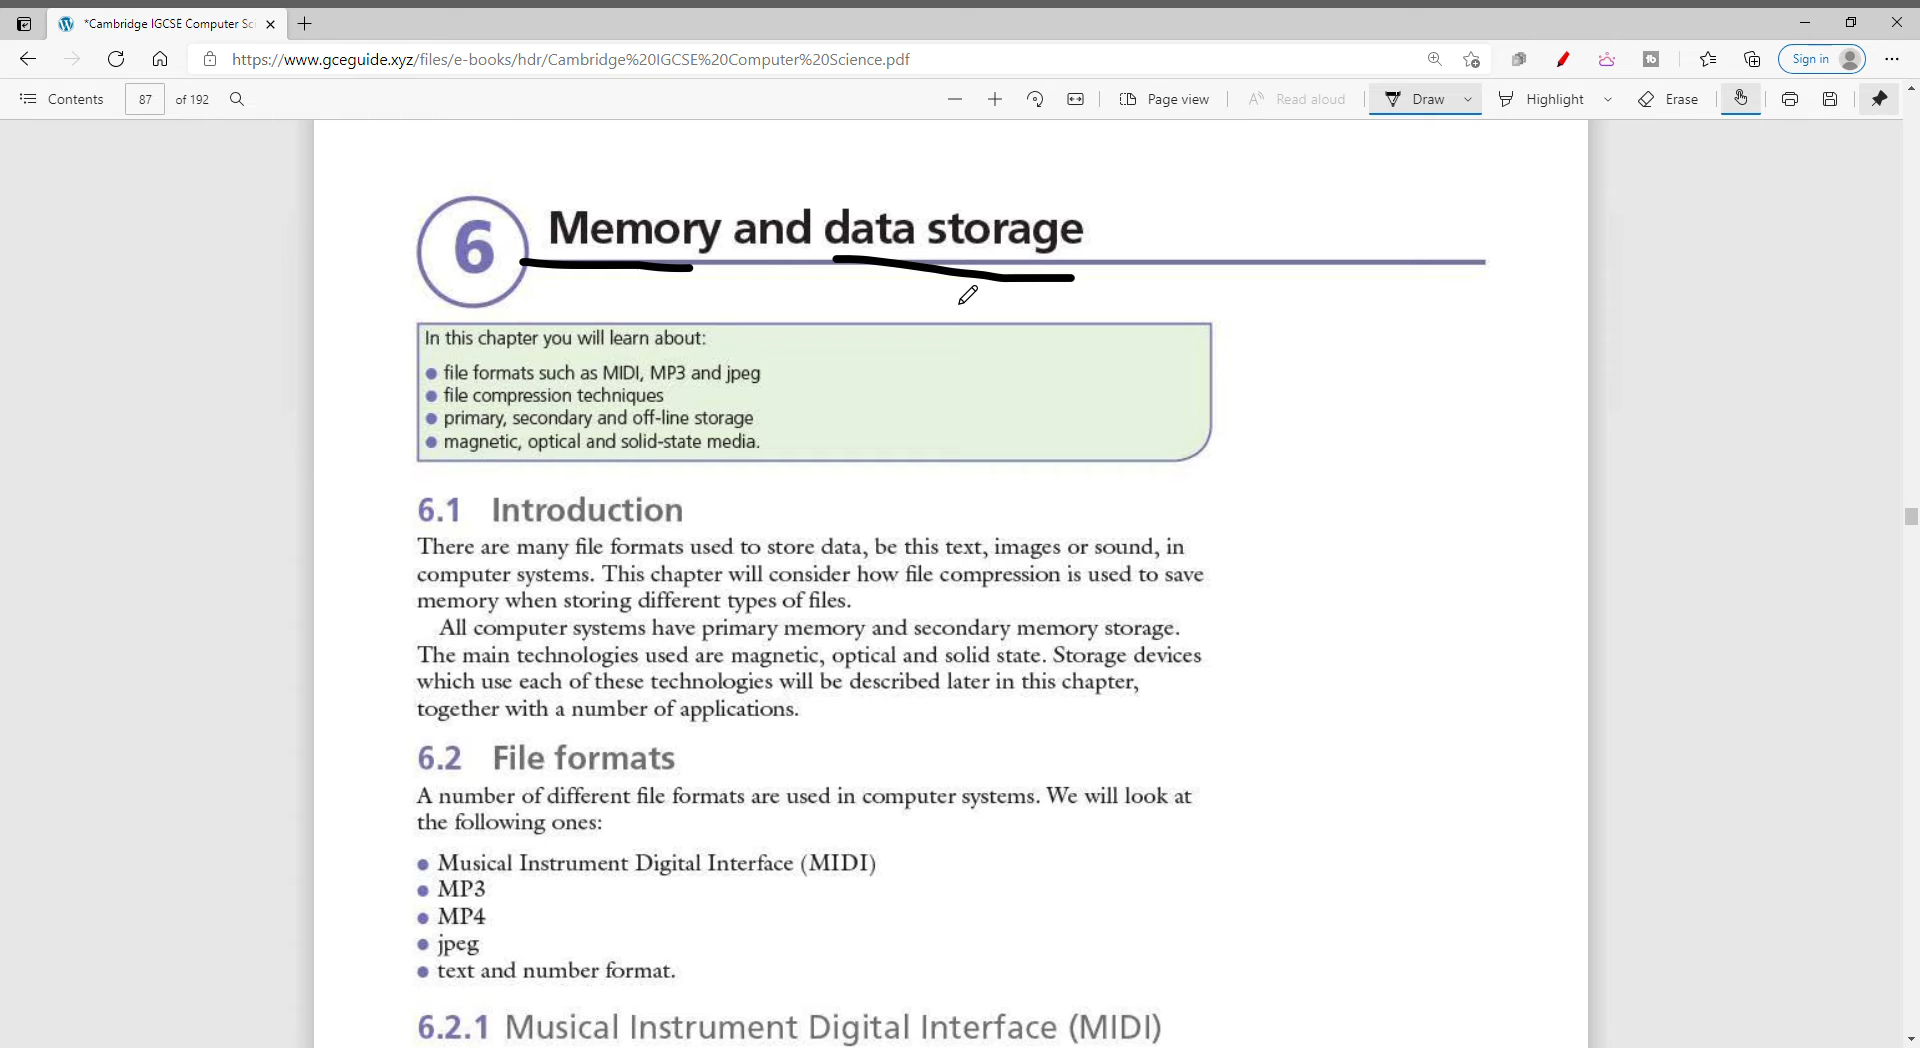 *Cambridge IGCSE Computer Sc
https://www.gceguide.xyz/files/e-books/hdr/Cambridge%20IGCSE%20Computer%20Science.pdf
Sign in
Contents
87 of 192
Page view
Read aloud
Draw
Highlight
Erase
6 Memory and data storage
In this chapter you will learn about:
● file formats such as MIDI, MP3 and jpeg
● file compression techniques
● primary, secondary and off-line storage
● magnetic, optical and solid-state media.
6.1 Introduction
There are many file formats used to store data, be this text, images or sound, in
computer systems. This chapter will consider how file compression is used to save
memory when storing different types of files.
All computer systems have primary memory and secondary memory storage.
The main technologies used are magnetic, optical and solid state. Storage devices
which use each of these technologies will be described later in this chapter,
together with a number of applications.
6.2 File formats
A number of different file formats are used in computer systems. We will look at
the following ones:
● Musical Instrument Digital Interface (MIDI)
● MP3
● MP4
● jpeg
● text and number format.
6.2.1 Musical Instrument Digital Interface (MIDI)